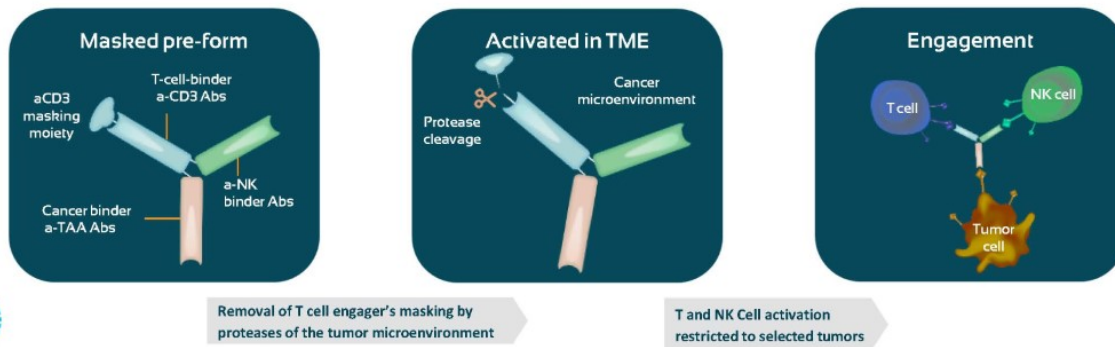 Masked pre-form
T-cell-binder
a-CD3 Abs
aCD3
masking
moiety
a-NK
binder Abs
Cancer binder
a-TAA Abs
Activated in TME
Cancer
microenvironment
Protease
cleavage
Engagement
T cell
NK cell
Tumor
cell
Removal of T cell engager's masking by
proteases of the tumor microenvironment
T and NK Cell activation
restricted to selected tumors